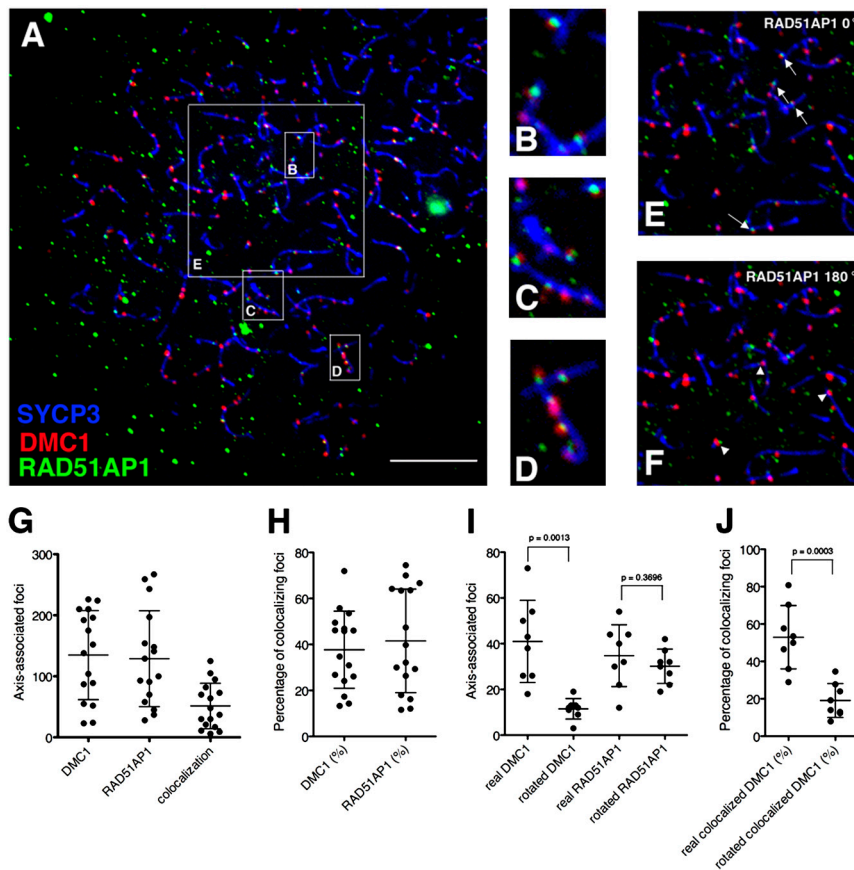 A
B
E
C
D
SYCP3
DMC1
RAD51AP1
B
C
D
RAD51AP1 0°
E
RAD51AP1 180°
F
G
Axis-associated foci
300
200
100
0
DMC1
RAD51AP1
colocalization
H
Percentage of colocalizing foci
80
60
40
20
0
DMC1 (%)
RAD51AP1 (%)
I
Axis-associated foci
80
60
40
20
0
p = 0.0013
p = 0.3696
real DMC1
rotated DMC1
real RAD51AP1
rotated RAD51AP1
J
Percentage of colocalizing foci
100
80
60
40
20
0
p = 0.0003
real colocalized DMC1 (%)
rotated colocalized DMC1 (%)